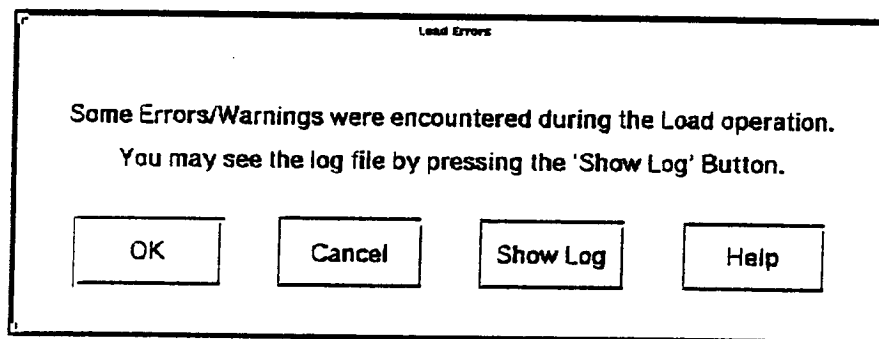 Load Errors
Some Errors/Warnings were encountered during the Load operation.
You may see the log file by pressing the 'Show Log' Button.
OK Cancel Show Log Help